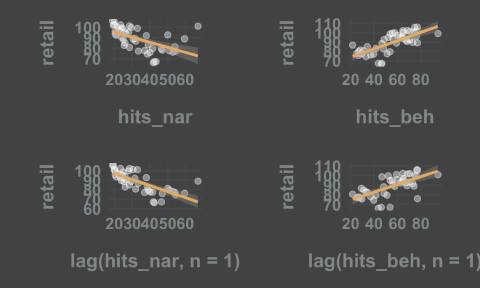 retail
100
90
80
70
2030405060
hits_nar
retail
110
100
90
80
70
20 40 60 80
hits_beh
retail
100
90
80
70
60
2030405060
lag(hits_nar, n = 1)
retail
110
100
90
80
70
20 40 60 80
lag(hits_beh, n = 1)